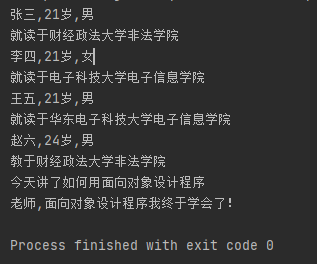 张三,21岁,男
就读于财经政法大学非法学院
李四,21岁,女
就读于电子科技大学电子信息学院
王五,21岁,男
就读于华东电子科技大学电子信息学院
赵六,24岁,男
教于财经政法大学非法学院
今天讲了如何用面向对象设计程序
老师,面向对象设计程序我终于学会了!
Process finished with exit code 0